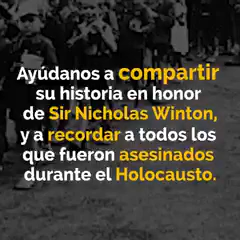 Ayúdanos a compartir
su historia en honor
de Sir Nicholas Winton,
y a recordar a todos los
que fueron asesinados
durante el Holocausto.